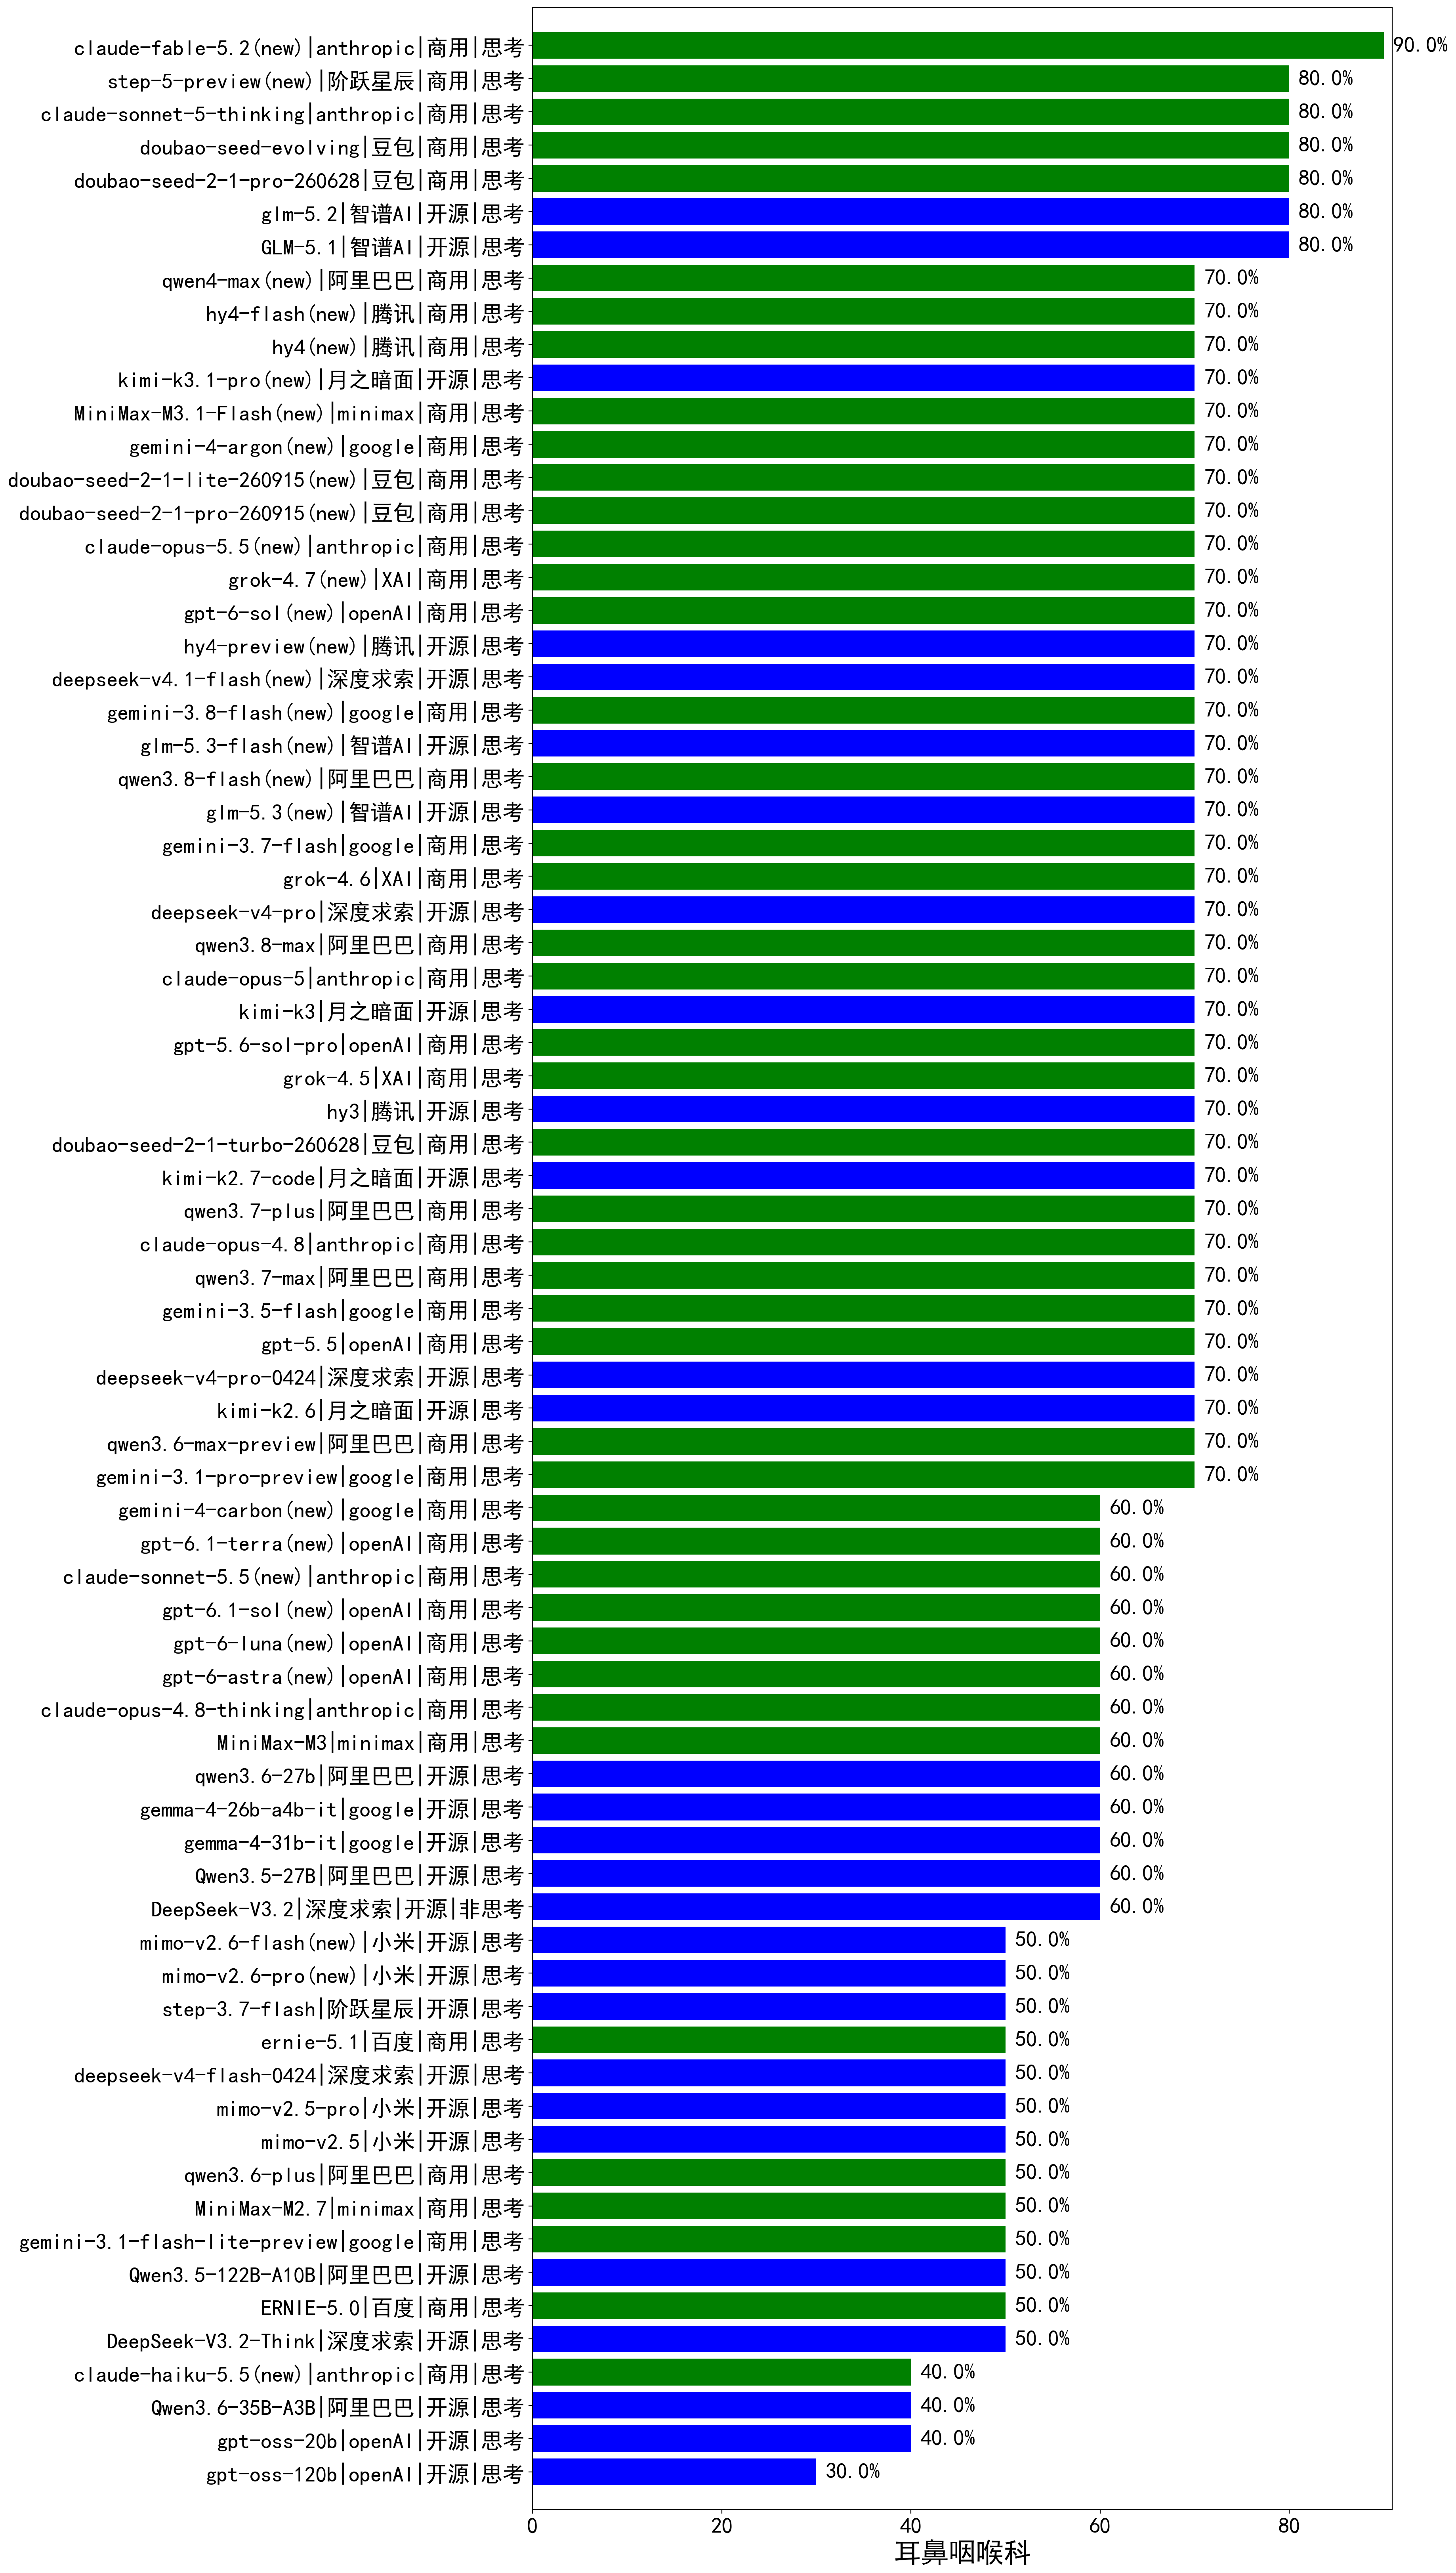 claude-fable-5.2(new)|anthropic|商用|思考 90.0%
step-5-preview(new)|阶跃星辰|商用|思考 80.0%
claude-sonnet-5-thinking|anthropic|商用|思考 80.0%
doubao-seed-evolving|豆包|商用|思考 80.0%
doubao-seed-2-1-pro-260628|豆包|商用|思考 80.0%
glm-5.2|智谱AI|开源|思考 80.0%
GLM-5.1|智谱AI|开源|思考 80.0%
qwen4-max(new)|阿里巴巴|商用|思考 70.0%
hy4-flash(new)|腾讯|商用|思考 70.0%
hy4(new)|腾讯|商用|思考 70.0%
kimi-k3.1-pro(new)|月之暗面|开源|思考 70.0%
MiniMax-M3.1-Flash(new)|minimax|商用|思考 70.0%
gemini-4-argon(new)|google|商用|思考 70.0%
doubao-seed-2-1-lite-260915(new)|豆包|商用|思考 70.0%
doubao-seed-2-1-pro-260915(new)|豆包|商用|思考 70.0%
claude-opus-5.5(new)|anthropic|商用|思考 70.0%
grok-4.7(new)|XAI|商用|思考 70.0%
gpt-6-sol(new)|openAI|商用|思考 70.0%
hy4-preview(new)|腾讯|开源|思考 70.0%
deepseek-v4.1-flash(new)|深度求索|开源|思考 70.0%
gemini-3.8-flash(new)|google|商用|思考 70.0%
glm-5.3-flash(new)|智谱AI|开源|思考 70.0%
qwen3.8-flash(new)|阿里巴巴|商用|思考 70.0%
glm-5.3(new)|智谱AI|开源|思考 70.0%
gemini-3.7-flash|google|商用|思考 70.0%
grok-4.6|XAI|商用|思考 70.0%
deepseek-v4-pro|深度求索|开源|思考 70.0%
qwen3.8-max|阿里巴巴|商用|思考 70.0%
claude-opus-5|anthropic|商用|思考 70.0%
kimi-k3|月之暗面|开源|思考 70.0%
gpt-5.6-sol-pro|openAI|商用|思考 70.0%
grok-4.5|XAI|商用|思考 70.0%
hy3|腾讯|开源|思考 70.0%
doubao-seed-2-1-turbo-260628|豆包|商用|思考 70.0%
kimi-k2.7-code|月之暗面|开源|思考 70.0%
qwen3.7-plus|阿里巴巴|商用|思考 70.0%
claude-opus-4.8|anthropic|商用|思考 70.0%
qwen3.7-max|阿里巴巴|商用|思考 70.0%
gemini-3.5-flash|google|商用|思考 70.0%
gpt-5.5|openAI|商用|思考 70.0%
deepseek-v4-pro-0424|深度求索|开源|思考 70.0%
kimi-k2.6|月之暗面|开源|思考 70.0%
qwen3.6-max-preview|阿里巴巴|商用|思考 70.0%
gemini-3.1-pro-preview|google|商用|思考 70.0%
gemini-4-carbon(new)|google|商用|思考 60.0%
gpt-6.1-terra(new)|openAI|商用|思考 60.0%
claude-sonnet-5.5(new)|anthropic|商用|思考 60.0%
gpt-6.1-sol(new)|openAI|商用|思考 60.0%
gpt-6-luna(new)|openAI|商用|思考 60.0%
gpt-6-astra(new)|openAI|商用|思考 60.0%
claude-opus-4.8-thinking|anthropic|商用|思考 60.0%
MiniMax-M3|minimax|商用|思考 60.0%
qwen3.6-27b|阿里巴巴|开源|思考 60.0%
gemma-4-26b-a4b-it|google|开源|思考 60.0%
gemma-4-31b-it|google|开源|思考 60.0%
Qwen3.5-27B|阿里巴巴|开源|思考 60.0%
DeepSeek-V3.2|深度求索|开源|非思考 60.0%
mimo-v2.6-flash(new)|小米|开源|思考 50.0%
mimo-v2.6-pro(new)|小米|开源|思考 50.0%
step-3.7-flash|阶跃星辰|开源|思考 50.0%
ernie-5.1|百度|商用|思考 50.0%
deepseek-v4-flash-0424|深度求索|开源|思考 50.0%
mimo-v2.5-pro|小米|开源|思考 50.0%
mimo-v2.5|小米|开源|思考 50.0%
qwen3.6-plus|阿里巴巴|商用|思考 50.0%
MiniMax-M2.7|minimax|商用|思考 50.0%
gemini-3.1-flash-lite-preview|google|商用|思考 50.0%
Qwen3.5-122B-A10B|阿里巴巴|开源|思考 50.0%
ERNIE-5.0|百度|商用|思考 50.0%
DeepSeek-V3.2-Think|深度求索|开源|思考 50.0%
claude-haiku-5.5(new)|anthropic|商用|思考 40.0%
Qwen3.6-35B-A3B|阿里巴巴|开源|思考 40.0%
gpt-oss-20b|openAI|开源|思考 40.0%
gpt-oss-120b|openAI|开源|思考 30.0%
0 20 40 60 80
耳鼻咽喉科